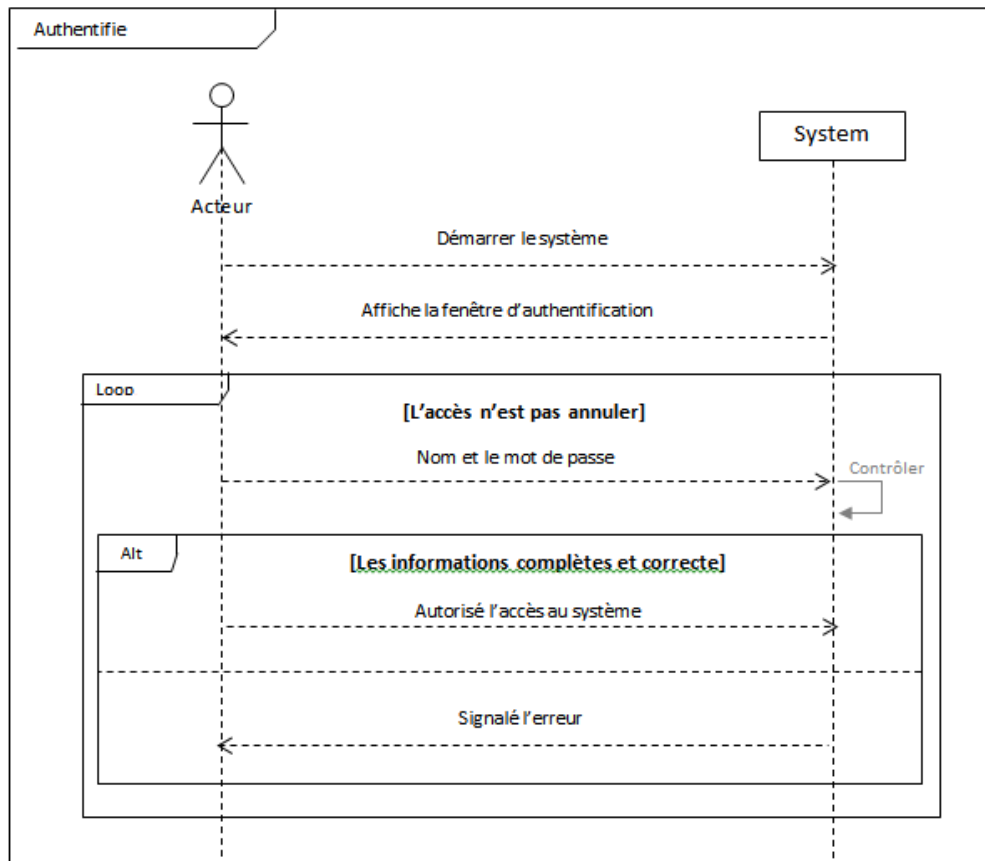 Authentifie
System
Acteur
Démarrer le système
Affiche la fenêtre d’authentification
Loop
[L’accès n’est pas annuler]
Nom et le mot de passe
Contrôler
Alt
[Les informations complètes et correcte]
Autorisé l’accès au système
Signalé l’erreur